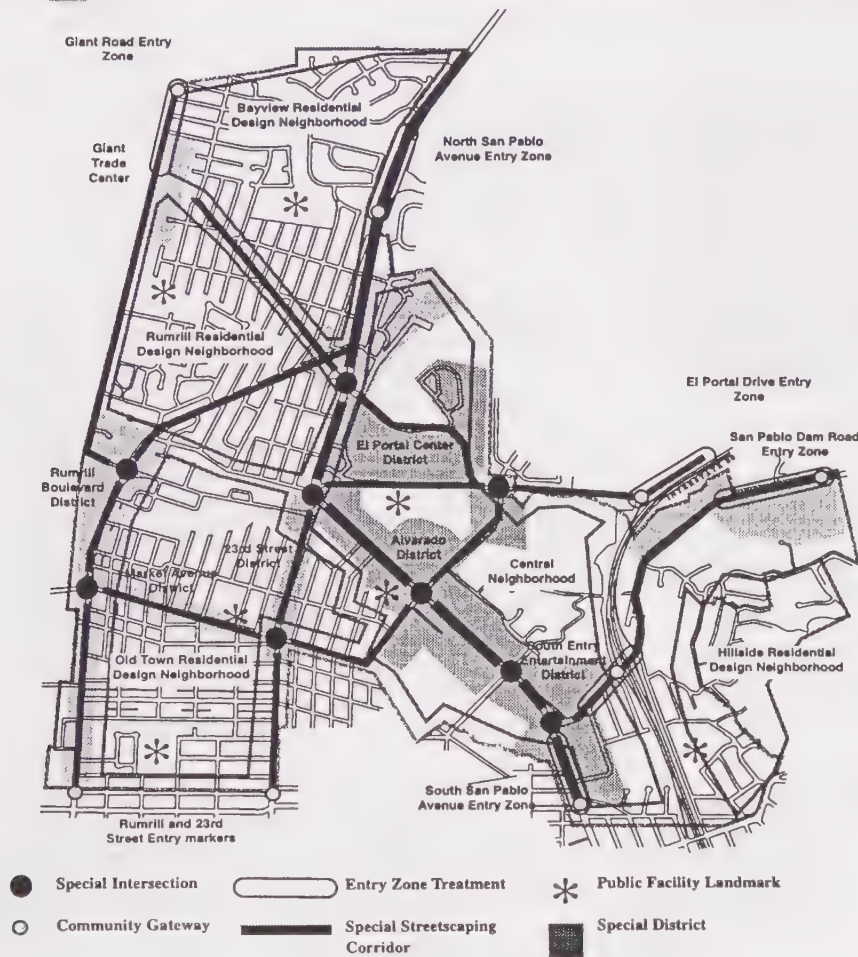 Giant Road Entry
Zone
Bayview Residential
Design Neighborhood
Giant
Trade
Center
North San Pablo
Avenue Entry Zone
Rumrill Residential
Design Neighborhood
El Portal Drive Entry
Zone
San Pablo Dam Road
Entry Zone
El Portal Center
District
Rumrill
Boulevard
District
23rd Street
District
Alvarado
District
Central
Neighborhood
Market Avenue
District
Old Town Residential
Design Neighborhood
South Entry
Entertainment
District
Hillside Residential
Design Neighborhood
South San Pablo
Avenue Entry Zone
Rumrill and 23rd
Street Entry markers
Special Intersection
Entry Zone Treatment
Public Facility Landmark
Community Gateway
Special Streetscaping
Corridor
Special District